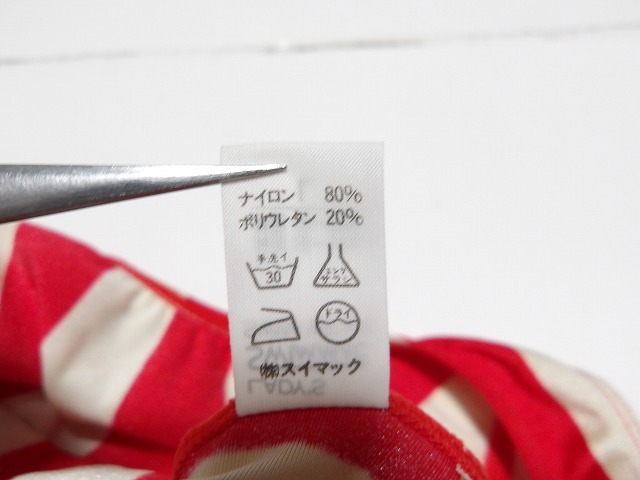 ナイロン 80%
ポリウレタン 20%
手洗イ
30
エンソ
サラシ
ドライ
㈱スイマック
LADY'S